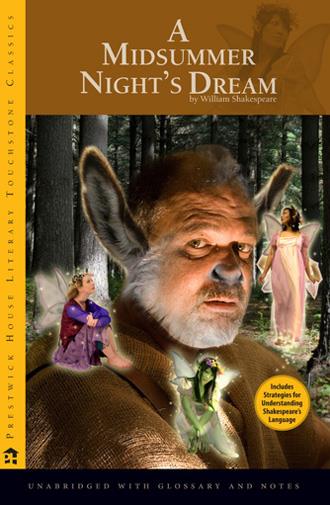 A
MIDSUMMER
NIGHT'S DREAM
by William Shakespeare
PRESTWICK HOUSE LITERARY TOUCHSTONE CLASSICS
Includes
Strategies for
Understanding
Shakespeare's
Language
PH
UNABRIDGED WITH GLOSSARY AND NOTES